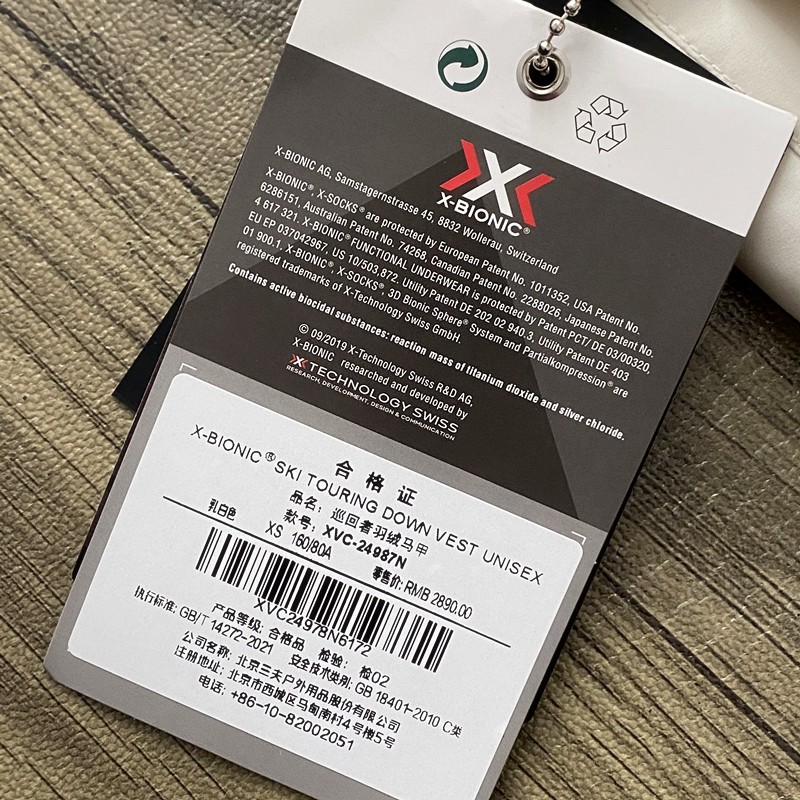 X-BIONIC®
X-BIONIC AG, Samstagernstrasse 45, 8832 Wollerau, Switzerland
X-BIONIC®, X-SOCKS® are protected by European Patent No. 1011352, USA Patent No.
6286151, Australian Patent No. 74268, Canadian Patent No. 2288026, Japanese Patent No.
4 617 321. X-BIONIC® FUNCTIONAL UNDERWEAR is protected by Patent PCT/ DE 03/00320,
EU EP 037042967, US 10/503,872, Utility Patent DE 202 02 940.3, Utility Patent DE 403
01 900.1. X-BIONIC®, X-SOCKS®, 3D Bionic Sphere® System and Partialkompression® are
registered trademarks of X-Technology Swiss GmbH.
Contains active biocidal substances: reaction mass of titanium dioxide and silver chloride.
© 09/2019 X-Technology Swiss R&D AG,
X-BIONIC researched and developed by
X TECHNOLOGY SWISS
RESEARCH, DEVELOPMENT, DESIGN & COMMUNICATION
合格证
X-BIONIC®SKI TOURING DOWN VEST UNISEX
品名: 巡回者羽绒马甲
款号: XVC-24987N
乳白色 XS 160/80A 零售价: RMB 2890.00
XVC24978N6172
产品等级: 合格品 检验: 检02
执行标准: GB/T 14272-2021 安全技术类别: GB 18401-2010 C类
公司名称: 北京三夫户外用品股份有限公司
注册地址: 北京市西城区马甸南村4号楼5号
电话: +86-10-82002051